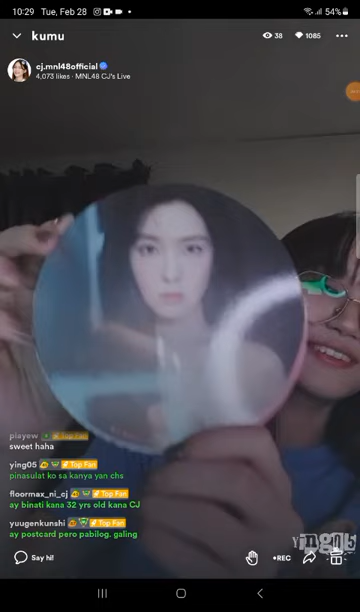 10:29 Tue, Feb 28
54%
kumu
38
1085
cj.mnl48official
4,073 likes · MNL48 CJ's Live
piayew Top Fan
sweet haha
ying05 Top Fan
pinasulat ko sa kanya yan chs
floormax_ni_cj Top Fan
ay binati kana 32 yrs old kana CJ
yuugenkunshi Top Fan
ay postcard pero pabilog. galing
Say hi!
REC